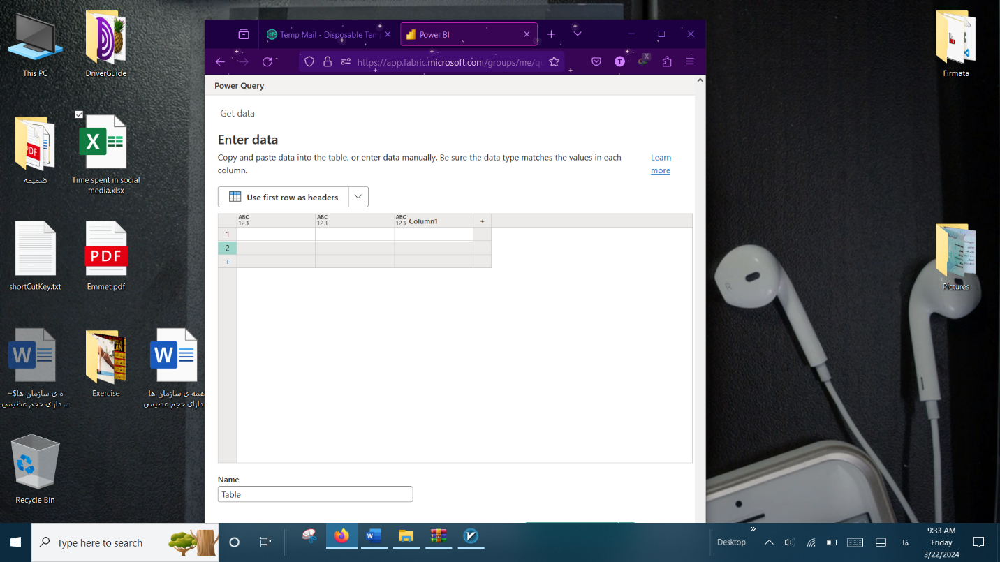 This PC
DriverGuide
ضمیمه
Time spent in social
media.xlsx
shortCutKey.txt
PDF
Emmet.pdf
~$ه ی سازمان ها
دارای حجم عظیمی ...
Exercise
همه ی سازمان ها
دارای حجم عظیمی ...
Recycle Bin
Firmata
Pictures
Temp Mail - Disposable Tem
Power BI
https://app.fabric.microsoft.com/groups/me/qu
Power Query
Get data
Enter data
Copy and paste data into the table, or enter data manually. Be sure the data type matches the values in each
column.
Learn
more
Use first row as headers
ABC
123
ABC
123
ABC
123 Column1
+
1
2
+
Name
Table
Type here to search
Desktop
فا
9:33 AM
Friday
3/22/2024